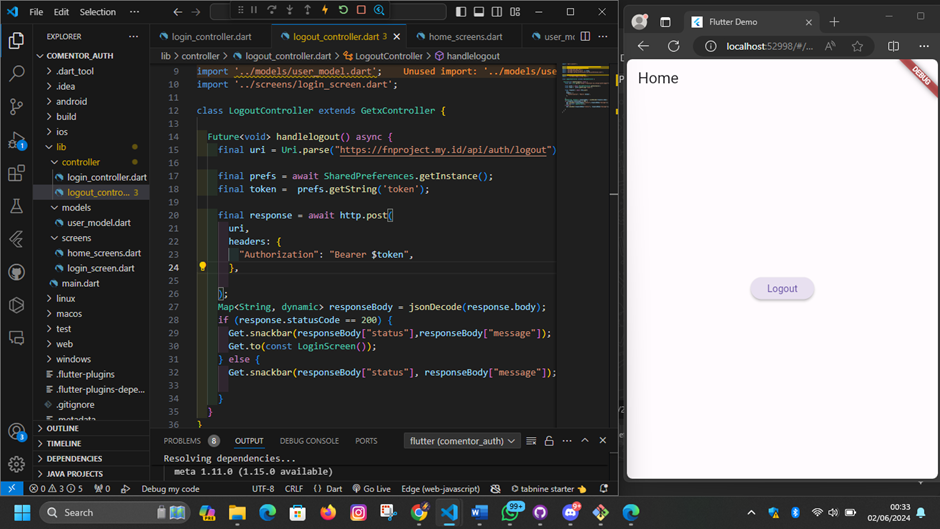 File Edit Selection ···
Flutter Demo
localhost:52998/#/...
EXPLORER ···
COMENTOR_AUTH
.dart_tool
.idea
android
build
ios
lib
controller
login_controller.dart
logout_contro... 3
models
user_model.dart
screens
home_screens.dart
login_screen.dart
main.dart
linux
macos
test
web
windows
.flutter-plugins
.flutter-plugins-depe...
.gitignore
.metadata
OUTLINE
TIMELINE
DEPENDENCIES
JAVA PROJECTS
1
3
login_controller.dart
logout_controller.dart 3
home_screens.dart
user_m
lib > controller > logout_controller.dart > LogoutController > handlelogout
9 import '../models/user_model.dart'; Unused import: '../models/use
10 import '../screens/login_screen.dart';
11
12 class LogoutController extends GetxController {
13
14 Future<void> handlelogout() async {
15 final uri = Uri.parse("https://fnproject.my.id/api/auth/logout")
16
17 final prefs = await SharedPreferences.getInstance();
18 final token =  prefs.getString('token');
19
20 final response = await http.post(
21 uri,
22 headers: {
23 "Authorization": "Bearer $token",
24 },
25
26 );
27 Map<String, dynamic> responseBody = jsonDecode(response.body);
28 if (response.statusCode == 200) {
29 Get.snackbar(responseBody["status"],responseBody["message"]);
30 Get.to(const LoginScreen());
31 } else {
32 Get.snackbar(responseBody["status"], responseBody["message"]);
33
34 }
35 }
36 }
PROBLEMS 8 OUTPUT DEBUG CONSOLE PORTS flutter (comentor_auth)
Resolving dependencies...
meta 1.11.0 (1.15.0 available)
0 3 5 0 Debug my code UTF-8 CRLF {} Dart Go Live Edge (web-javascript) tabnine starter
Home
DEBUG
Logout
Search
99+
9+
00:33
02/06/2024